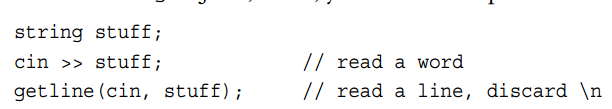 string stuff;
cin >> stuff;               // read a word
getline(cin, stuff);     // read a line, discard \n